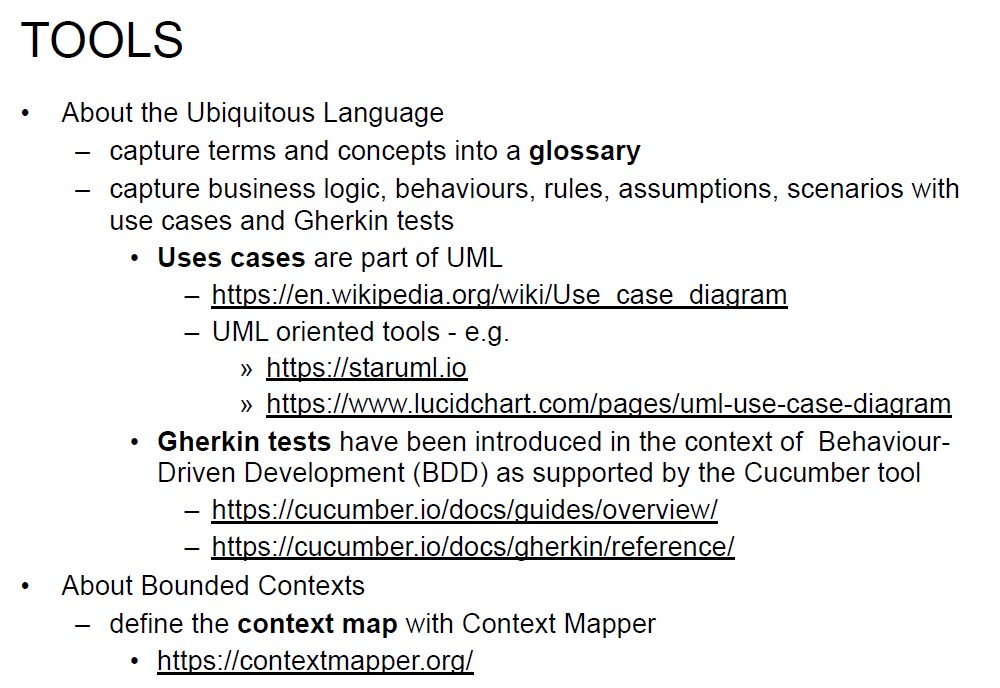 TOOLS
• About the Ubiquitous Language
– capture terms and concepts into a glossary
– capture business logic, behaviours, rules, assumptions, scenarios with
use cases and Gherkin tests
• Uses cases are part of UML
– https://en.wikipedia.org/wiki/Use_case_diagram
– UML oriented tools - e.g.
» https://staruml.io
» https://www.lucidchart.com/pages/uml-use-case-diagram
• Gherkin tests have been introduced in the context of  Behaviour-
Driven Development (BDD) as supported by the Cucumber tool
– https://cucumber.io/docs/guides/overview/
– https://cucumber.io/docs/gherkin/reference/
• About Bounded Contexts
– define the context map with Context Mapper
• https://contextmapper.org/